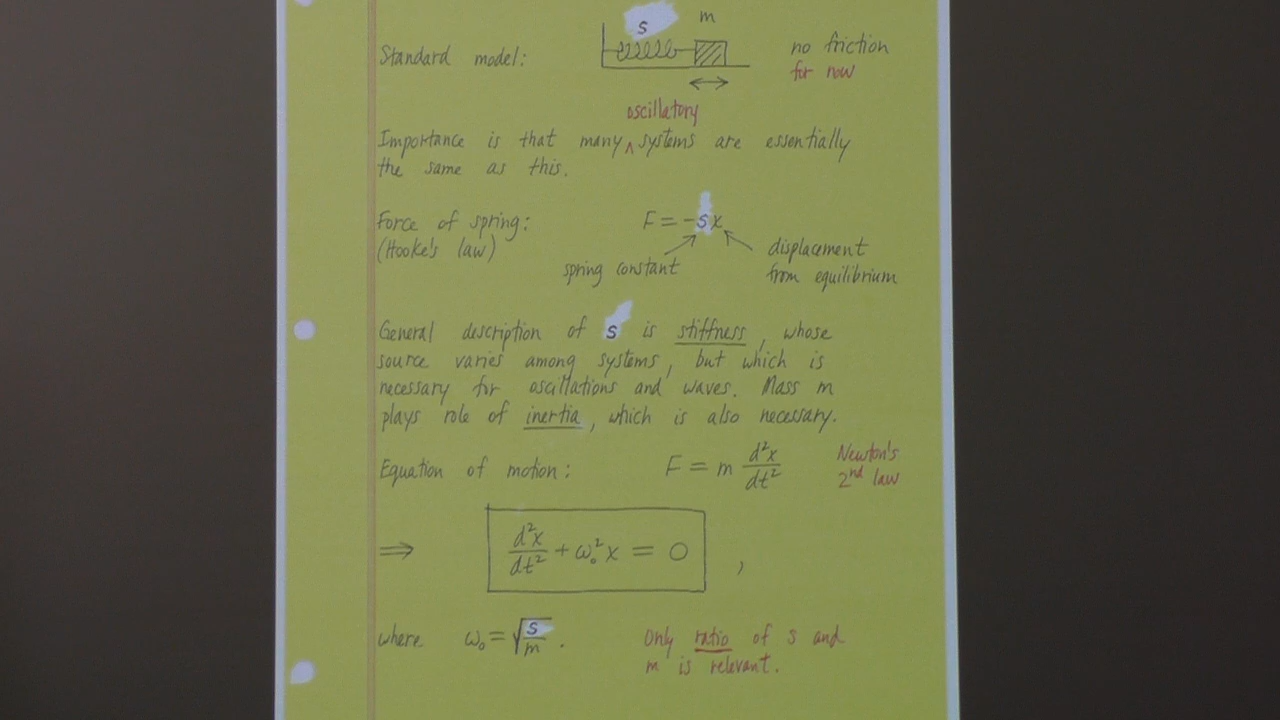 s m
Standard model: no friction
for now
oscillatory
Importance is that many ^ systems are essentially
the same as this.
Force of spring: F = -sx
(Hooke's law) displacement
spring constant from equilibrium
General description of s is stiffness, whose
source varies among systems, but which is
necessary for oscillations and waves. Mass m
plays role of inertia, which is also necessary.
Equation of motion: F = m d²x/dt² Newton's
2nd law
⇒ d²x/dt² + ω₀²x = 0 ,
where ω₀ = √(s/m) . Only ratio of s and
m is relevant.